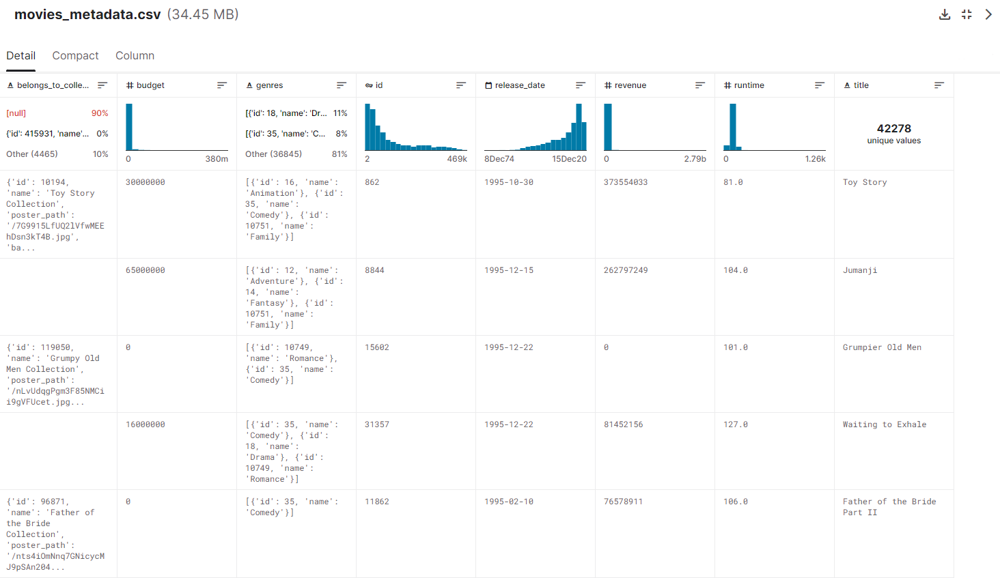 movies_metadata.csv (34.45 MB)
Detail Compact Column
belongs_to_colle... budget genres id release_date revenue runtime title
[null] 90%
{'id': 415931, 'name'... 0%
Other (4465) 10%
0 380m
[{'id': 18, 'name': 'Dr... 11%
[{'id': 35, 'name': 'C... 8%
Other (36845) 81%
2 469k
8Dec74 15Dec20
0 2.79b
0 1.26k
42278
unique values
{'id': 10194,
'name': 'Toy Story
Collection',
'poster_path':
'/7G9915LfUQ2lVfwMEE
hDsn3kT4B.jpg',
'ba...
30000000
[{'id': 16, 'name':
'Animation'}, {'id':
35, 'name':
'Comedy'}, {'id':
10751, 'name':
'Family'}]
862
1995-10-30
373554033
81.0
Toy Story
65000000
[{'id': 12, 'name':
'Adventure'}, {'id':
14, 'name':
'Fantasy'}, {'id':
10751, 'name':
'Family'}]
8844
1995-12-15
262797249
104.0
Jumanji
{'id': 119050,
'name': 'Grumpy Old
Men Collection',
'poster_path':
'/nLvUdqgPgm3F85NMCi
i9gVFUcet.jpg...
0
[{'id': 10749,
'name': 'Romance'},
{'id': 35, 'name':
'Comedy'}]
15602
1995-12-22
0
101.0
Grumpier Old Men
16000000
[{'id': 35, 'name':
'Comedy'}, {'id':
18, 'name':
'Drama'}, {'id':
10749, 'name':
'Romance'}]
31357
1995-12-22
81452156
127.0
Waiting to Exhale
{'id': 96871,
'name': 'Father of
the Bride
Collection',
'poster_path':
'/nts4iOmNnq7GNicycM
J9pSAn204...
0
[{'id': 35, 'name':
'Comedy'}]
11862
1995-02-10
76578911
106.0
Father of the Bride
Part II